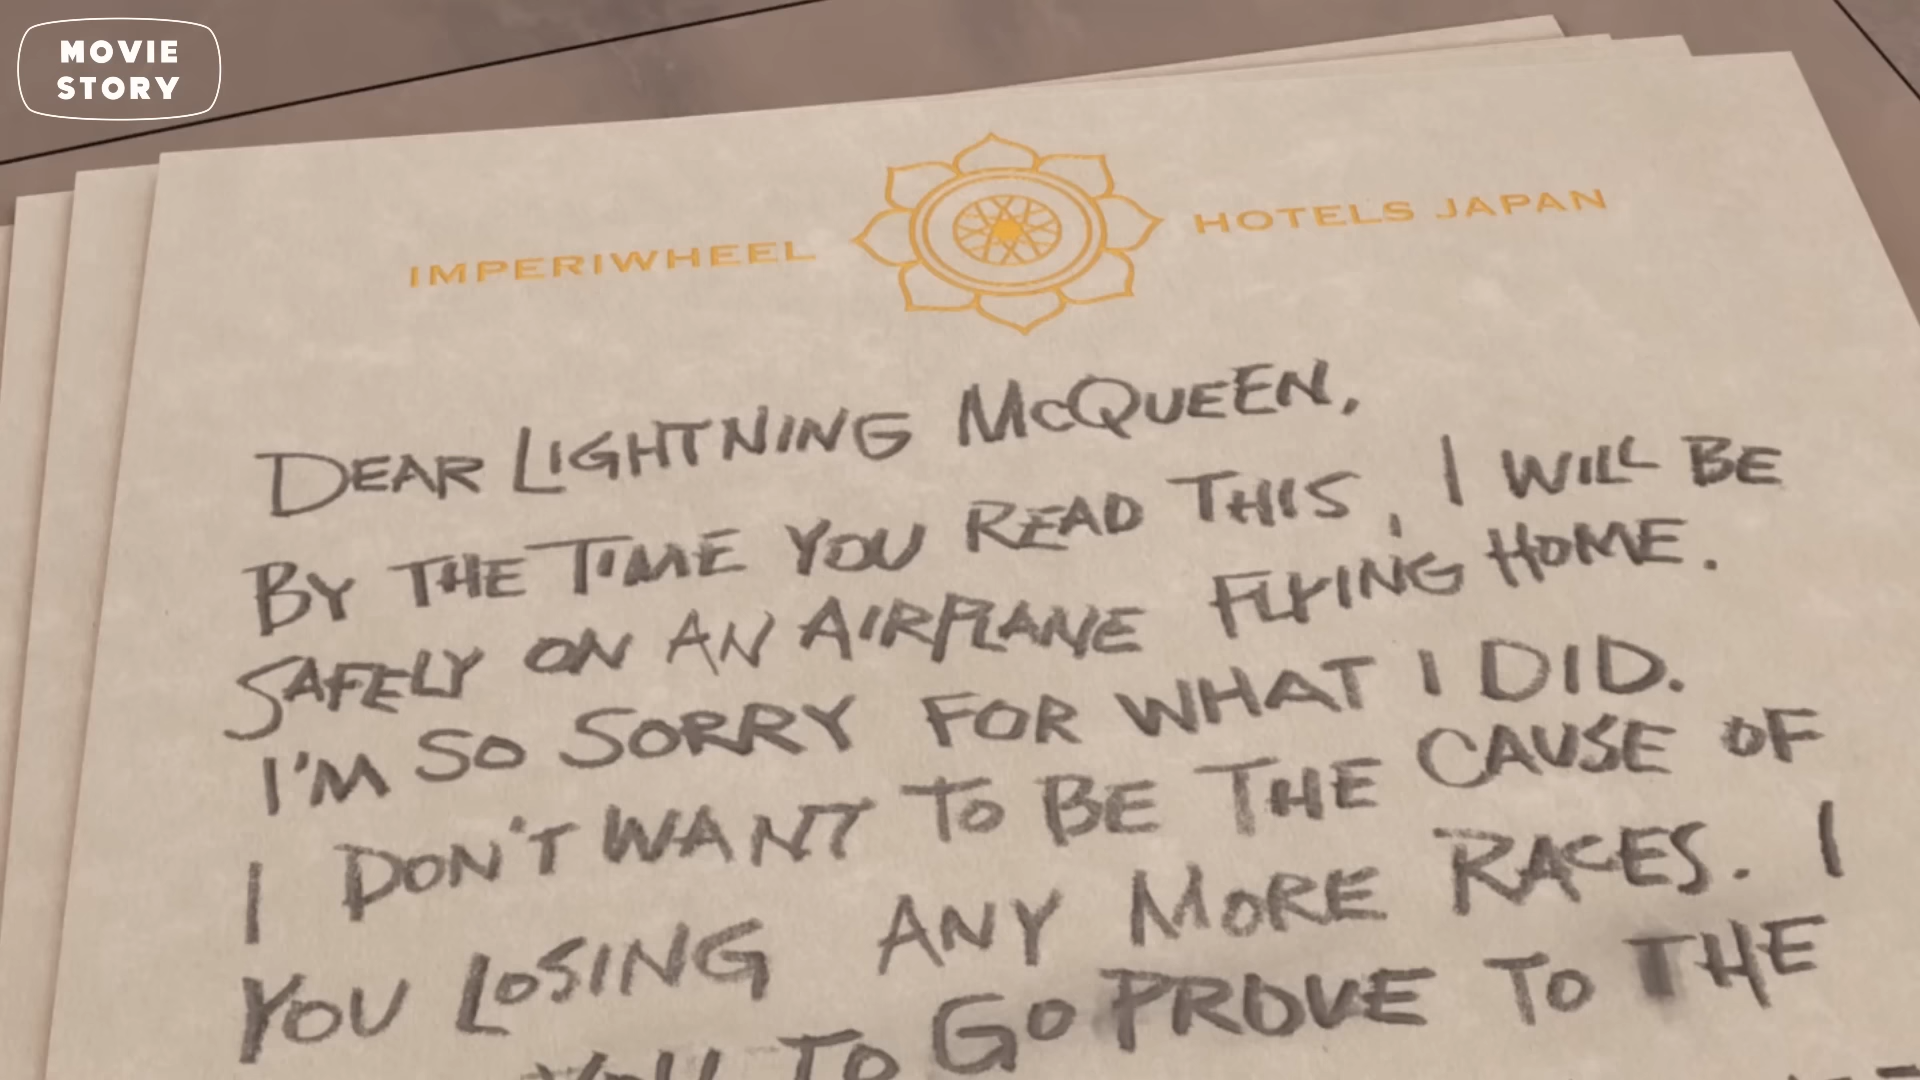 MOVIE
STORY
IMPERIWHEEL HOTELS JAPAN
DEAR LIGHTNING McQUEEN,
BY THE TIME YOU READ THIS, I WILL BE
SAFELY ON AN AIRPLANE FLYING HOME.
I'M SO SORRY FOR WHAT I DID.
I DON'T WANT TO BE THE CAUSE OF
YOU LOSING ANY MORE RACES. I
YOU TO GO PROVE TO THE